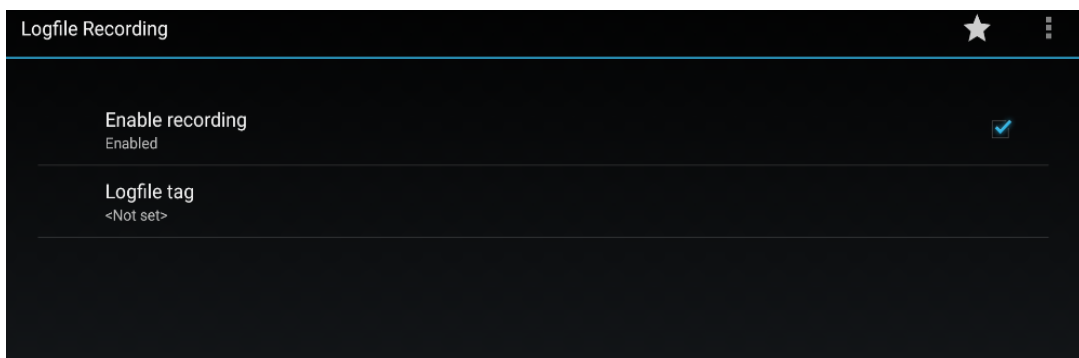 Logfile Recording
Enable recording
Enabled
Logfile tag
<Not set>